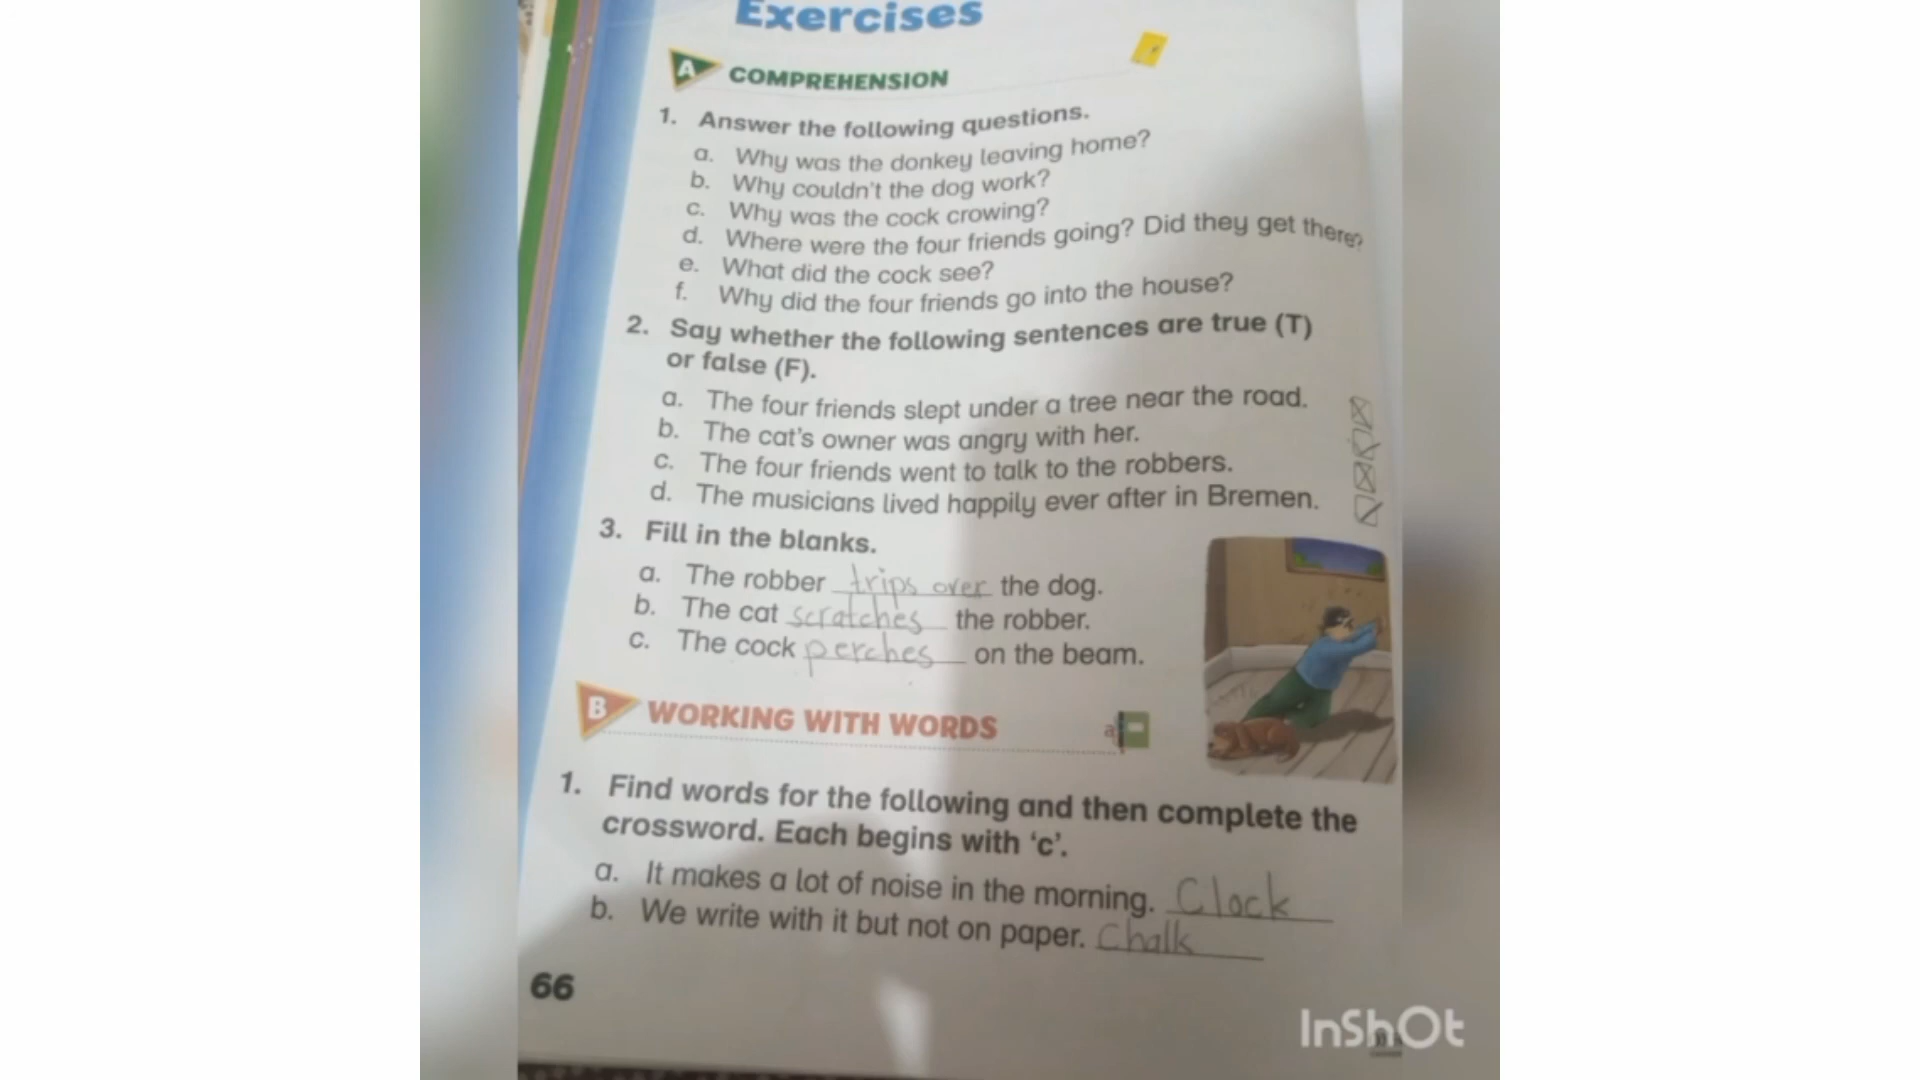 Exercises
A COMPREHENSION
1. Answer the following questions.
a. Why was the donkey leaving home?
b. Why couldn't the dog work?
c. Why was the cock crowing?
d. Where were the four friends going? Did they get there?
e. What did the cock see?
f. Why did the four friends go into the house?
2. Say whether the following sentences are true (T)
or false (F).
a. The four friends slept under a tree near the road.
b. The cat's owner was angry with her.
c. The four friends went to talk to the robbers.
d. The musicians lived happily ever after in Bremen.
3. Fill in the blanks.
a. The robber trips over the dog.
b. The cat scratches the robber.
c. The cock perches on the beam.
B WORKING WITH WORDS
1. Find words for the following and then complete the
crossword. Each begins with 'c'.
a. It makes a lot of noise in the morning. Clock
b. We write with it but not on paper. Chalk
66
InShOt